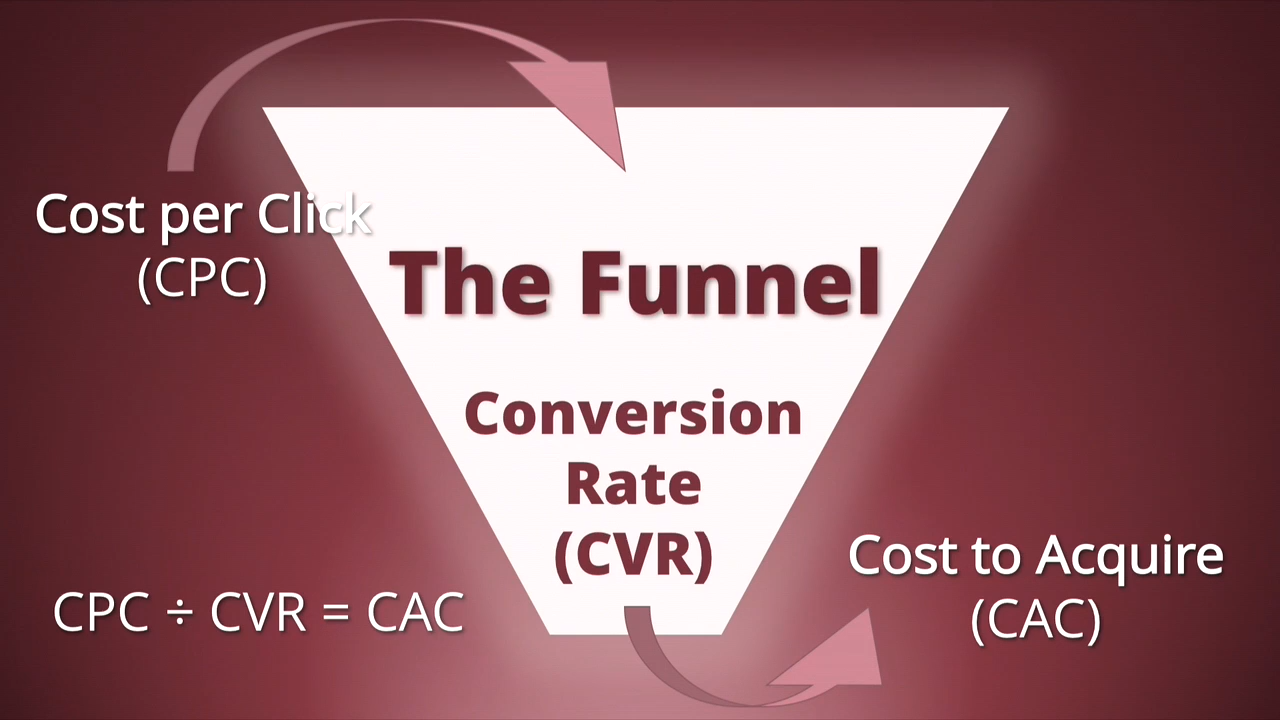 Cost per Click
(CPC)
The Funnel
Conversion
Rate
(CVR)
CPC ÷ CVR = CAC
Cost to Acquire
(CAC)